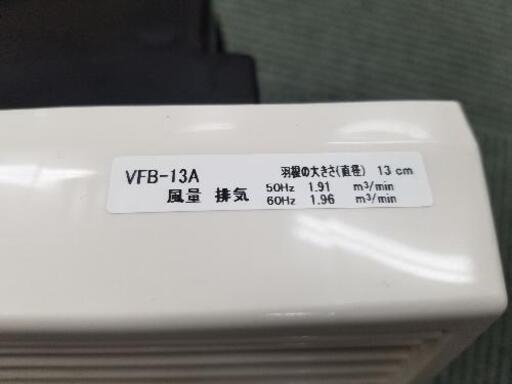 VFB-13A 羽根の大きさ(直径) 13 cm
風量 排気 50Hz 1.91 m³/min
60Hz 1.96 m³/min